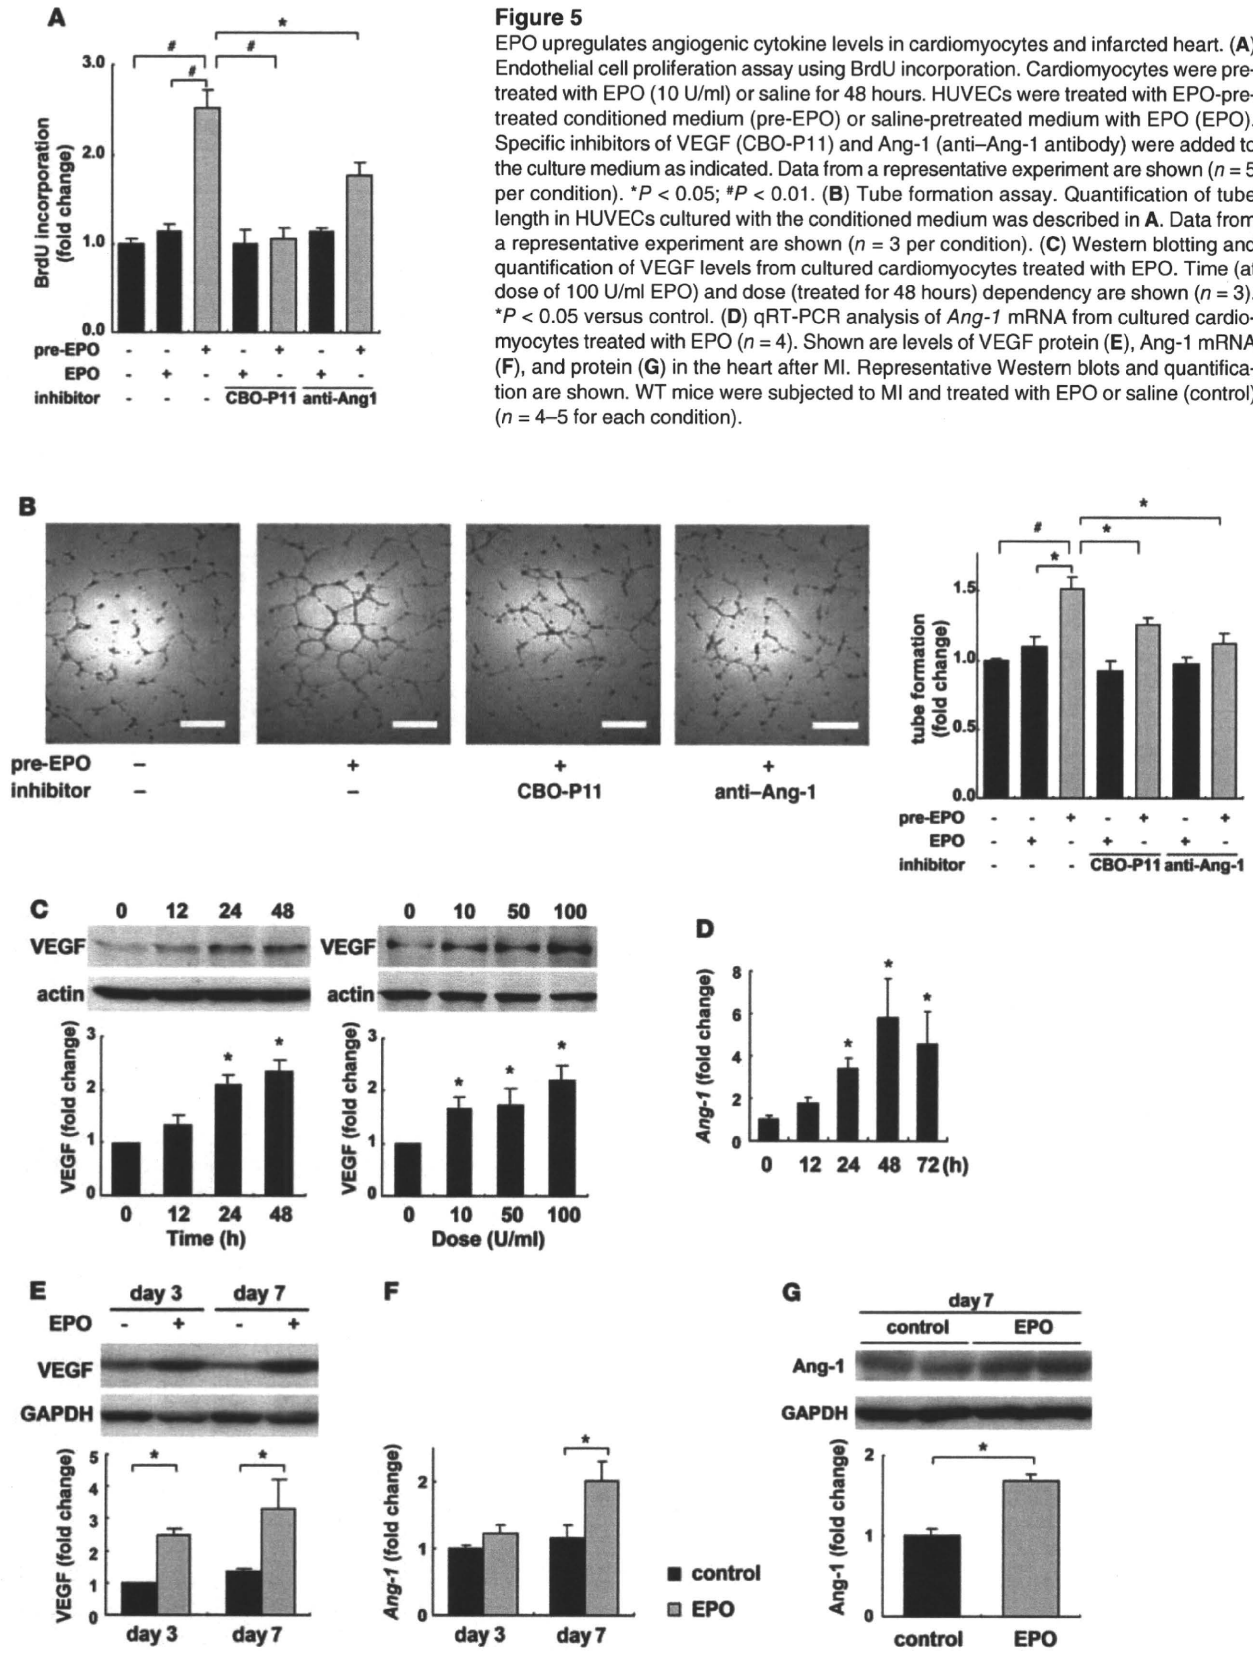 A
Figure 5
EPO upregulates angiogenic cytokine levels in cardiomyocytes and infarcted heart. (A)
Endothelial cell proliferation assay using BrdU incorporation. Cardiomyocytes were pre-
treated with EPO (10 U/ml) or saline for 48 hours. HUVECs were treated with EPO-pre-
treated conditioned medium (pre-EPO) or saline-pretreated medium with EPO (EPO).
Specific inhibitors of VEGF (CBO-P11) and Ang-1 (anti–Ang-1 antibody) were added to
the culture medium as indicated. Data from a representative experiment are shown (n = 5
per condition). *P < 0.05; #P < 0.01. (B) Tube formation assay. Quantification of tube
length in HUVECs cultured with the conditioned medium was described in A. Data from
a representative experiment are shown (n = 3 per condition). (C) Western blotting and
quantification of VEGF levels from cultured cardiomyocytes treated with EPO. Time (at
dose of 100 U/ml EPO) and dose (treated for 48 hours) dependency are shown (n = 3).
*P < 0.05 versus control. (D) qRT-PCR analysis of Ang-1 mRNA from cultured cardio-
myocytes treated with EPO (n = 4). Shown are levels of VEGF protein (E), Ang-1 mRNA
(F), and protein (G) in the heart after MI. Representative Western blots and quantifica-
tion are shown. WT mice were subjected to MI and treated with EPO or saline (control)
(n = 4–5 for each condition).
*
# #
#
BrdU incorporation
(fold change)
3.0
2.0
1.0
0.0
pre-EPO - - + - + - +
EPO - + - + - + -
inhibitor - - - CBO-P11 anti-Ang1
B
pre-EPO – + + +
inhibitor – – CBO-P11 anti–Ang-1
*
# *
*
tube formation
(fold change)
1.5
1.0
0.5
0.0
pre-EPO - - + - + - +
EPO - + - + - + -
inhibitor - - - CBO-P11 anti-Ang-1
C
0 12 24 48
VEGF
actin
VEGF (fold change)
3
2
1
0
* *
0 12 24 48
Time (h)
0 10 50 100
VEGF
actin
VEGF (fold change)
3
2
1
0
* * *
0 10 50 100
Dose (U/ml)
D
Ang-1 (fold change)
8
6
4
2
0
* * *
0 12 24 48 72 (h)
E
day 3 day 7
EPO - + - +
VEGF
GAPDH
VEGF (fold change)
5
4
3
2
1
0
* *
day 3 day 7
F
Ang-1 (fold change)
2
1
0
*
day 3 day 7
control
EPO
G
day 7
control EPO
Ang-1
GAPDH
Ang-1 (fold change)
2
1
0
*
control EPO